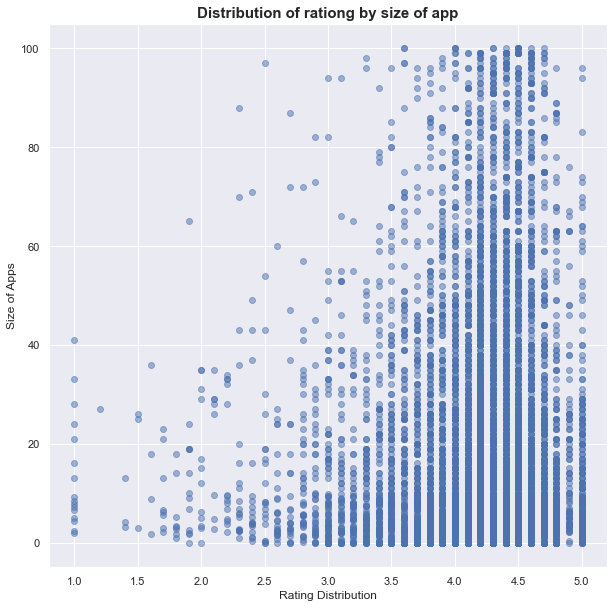 Distribution of rationg by size of app
100
80
60
40
20
0
Size of Apps
1.0 1.5 2.0 2.5 3.0 3.5 4.0 4.5 5.0
Rating Distribution